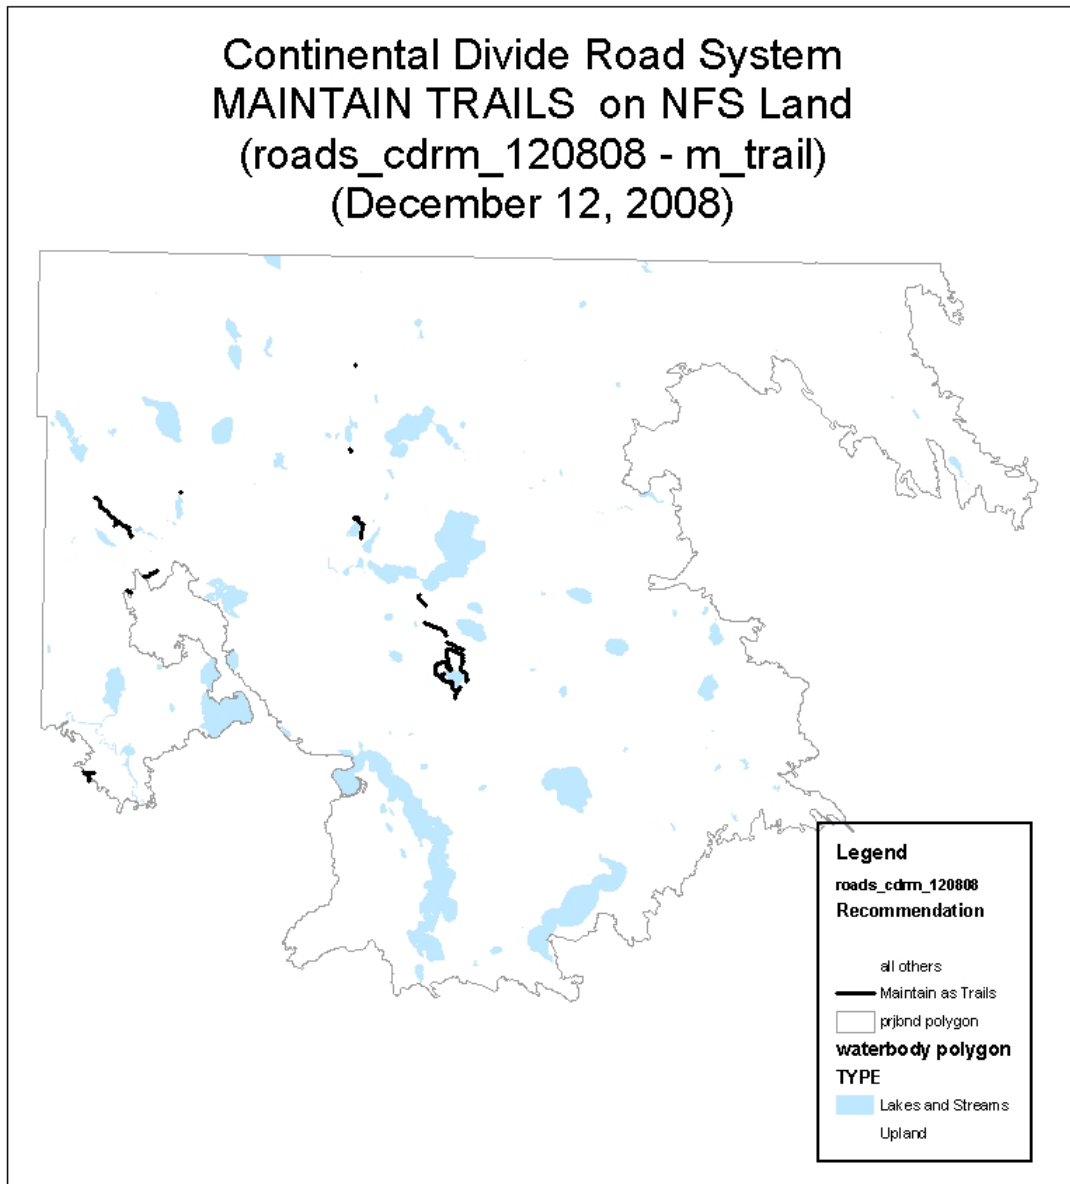 Continental Divide Road System
MAINTAIN TRAILS on NFS Land
(roads_cdrm_120808 - m_trail)
(December 12, 2008)
Legend
roads_cdrm_120808
Recommendation
all others
Maintain as Trails
prjbnd polygon
waterbody polygon
TYPE
Lakes and Streams
Upland